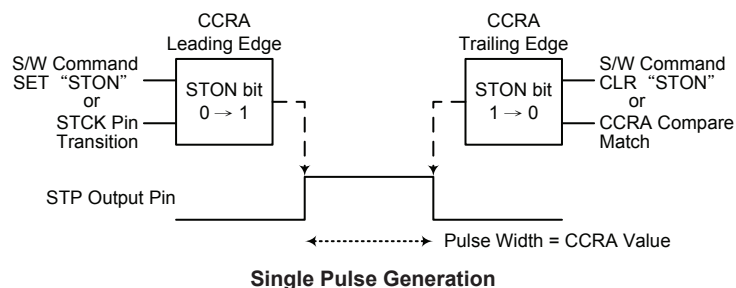 CCRA
Leading Edge
S/W Command
SET “STON”
or
STCK Pin
Transition
STON bit
0 → 1
CCRA
Trailing Edge
STON bit
1 → 0
S/W Command
CLR “STON”
or
CCRA Compare
Match
STP Output Pin
Pulse Width = CCRA Value
Single Pulse Generation